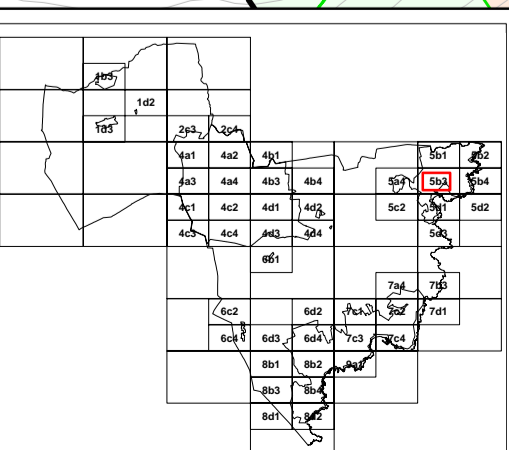 1b3
1d2
1d3 2c3 2c4
4a1 4a2 4b1 5b1 5b2
4a3 4a4 4b3 4b4 5a4 5b3 5b4
4c1 4c2 4d1 4d2 5c2 5d1 5d2
4c3 4c4 4d3 4d4 5d3
6b1
7a4 7b3
6c2 6d2 7c1 7c2 7d1
6c4 6d3 6d4 7c3 7c4
8b1 8b2 9a1
8b3 8b4
8d1 8d2